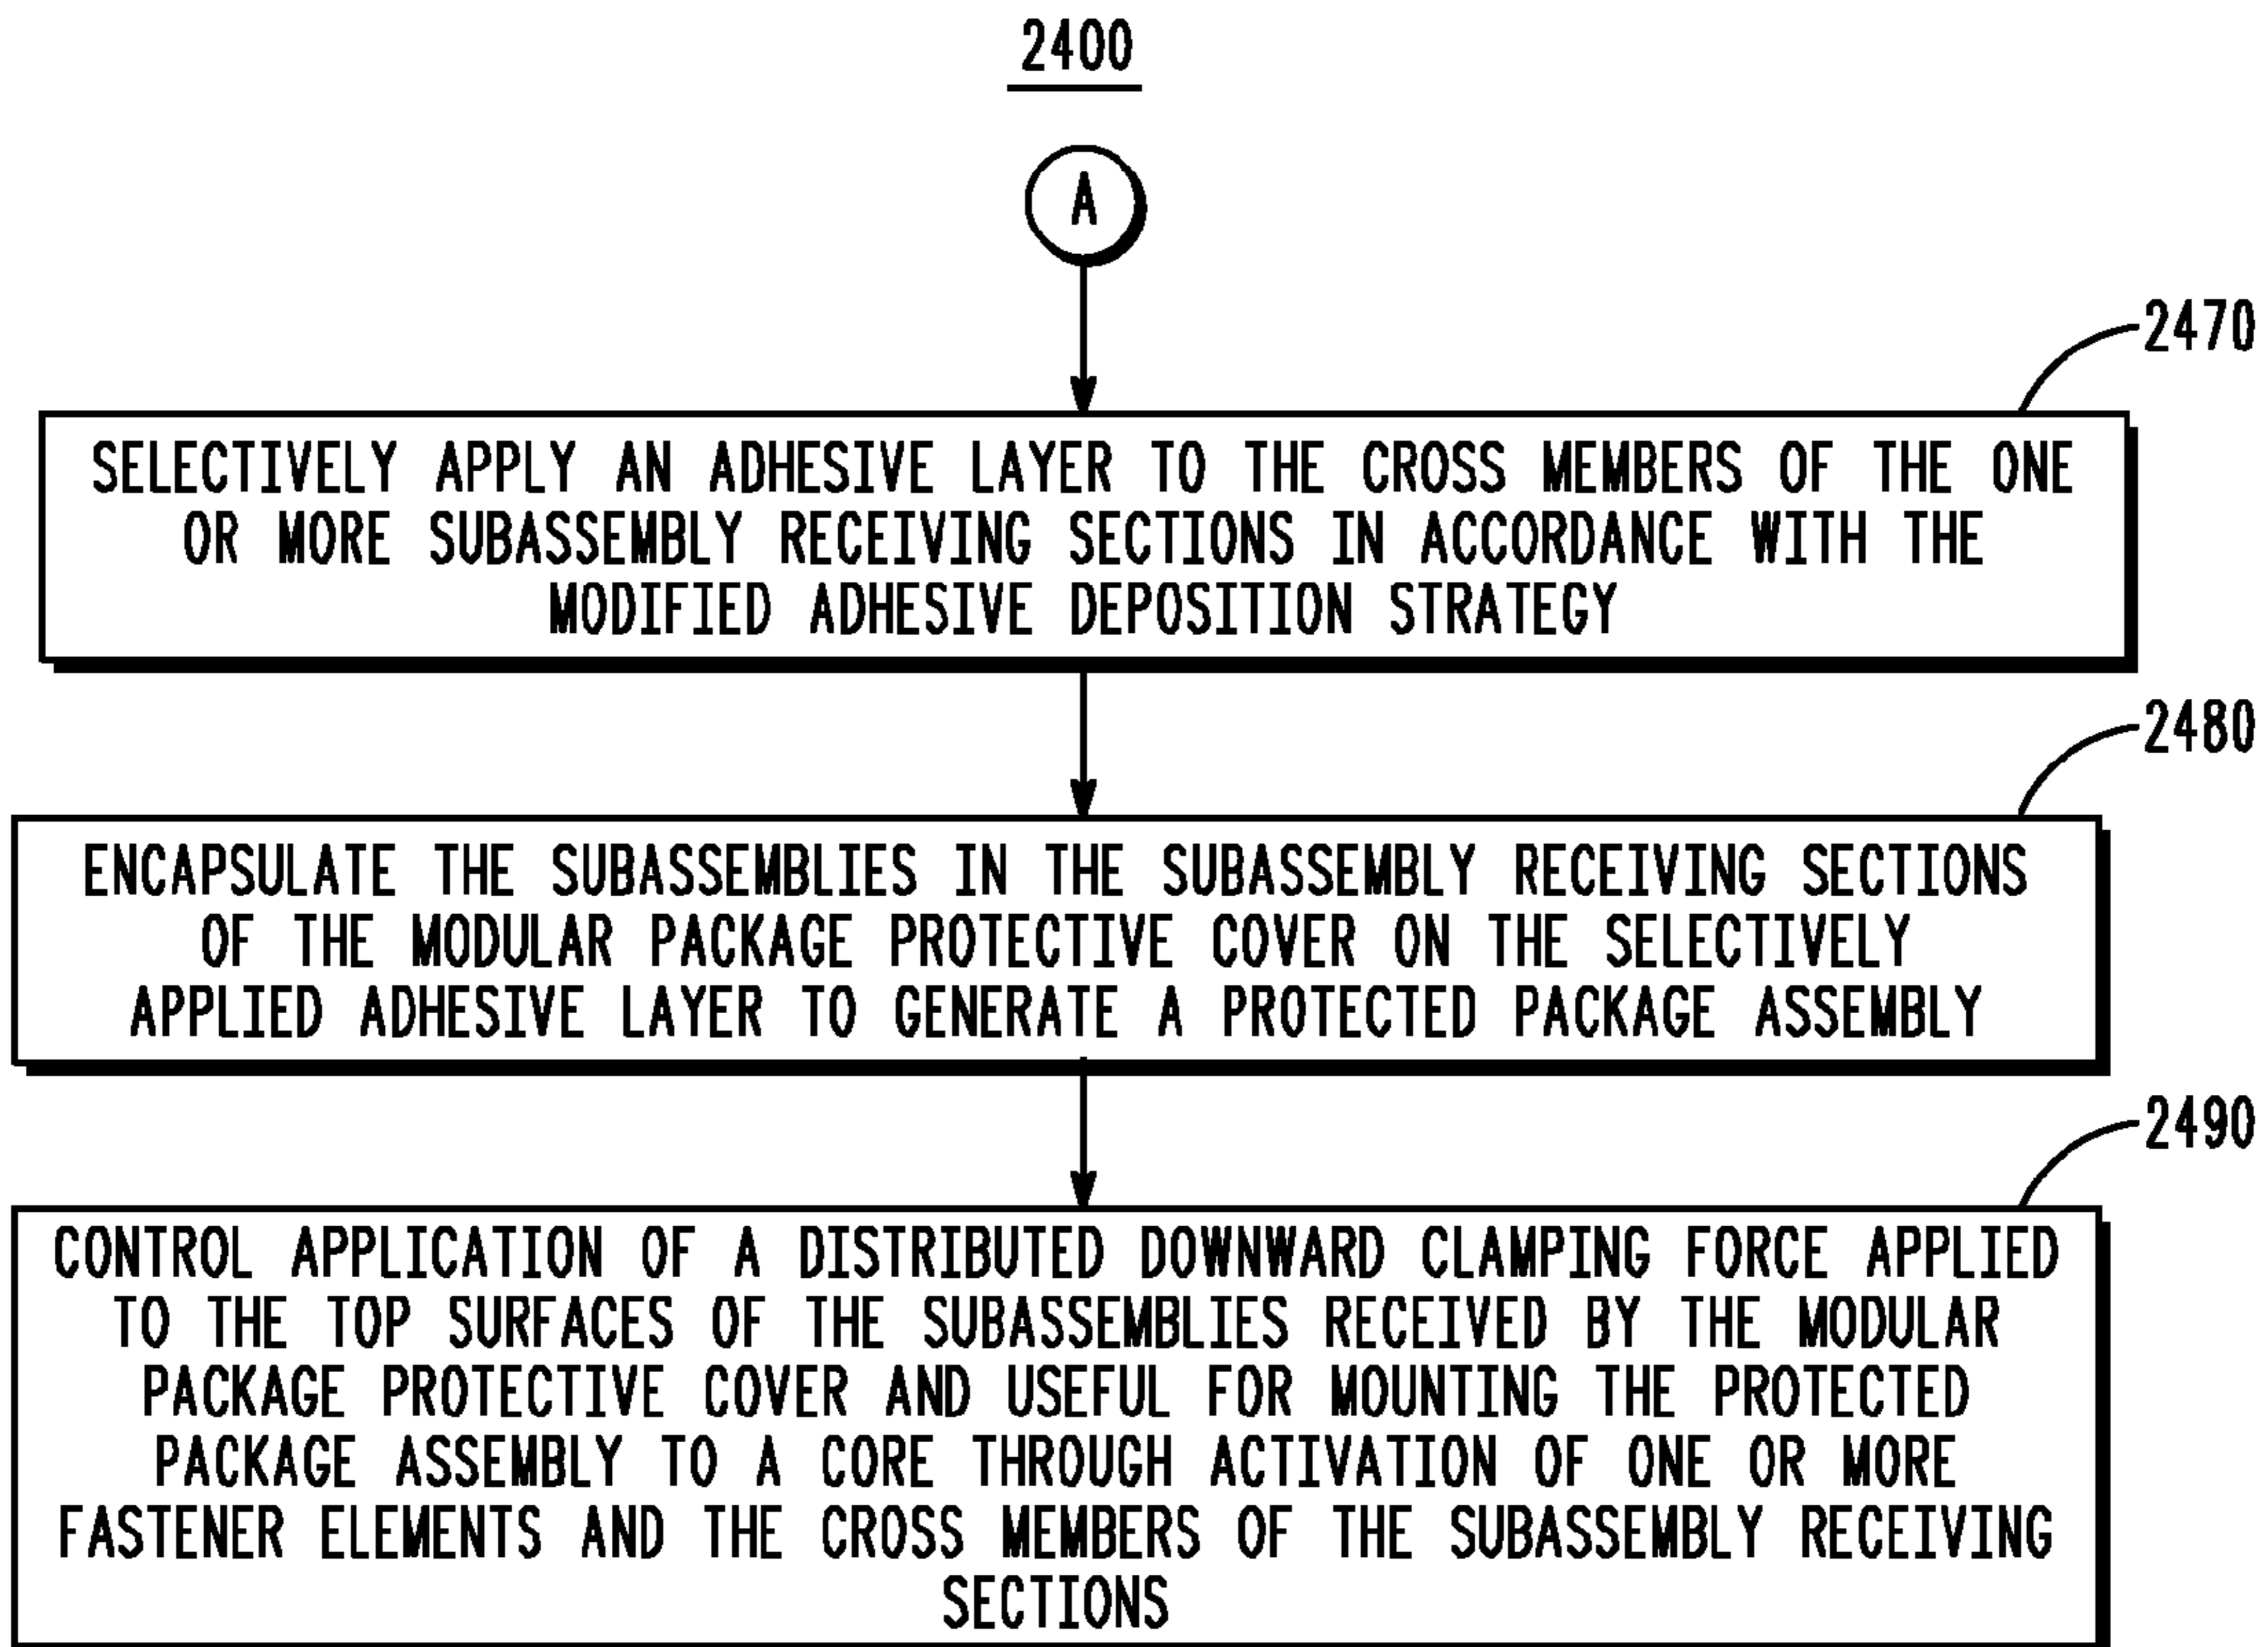 2400
A
2470
SELECTIVELY APPLY AN ADHESIVE LAYER TO THE CROSS MEMBERS OF THE ONE
OR MORE SUBASSEMBLY RECEIVING SECTIONS IN ACCORDANCE WITH THE
MODIFIED ADHESIVE DEPOSITION STRATEGY
2480
ENCAPSULATE THE SUBASSEMBLIES IN THE SUBASSEMBLY RECEIVING SECTIONS
OF THE MODULAR PACKAGE PROTECTIVE COVER ON THE SELECTIVELY
APPLIED ADHESIVE LAYER TO GENERATE A PROTECTED PACKAGE ASSEMBLY
2490
CONTROL APPLICATION OF A DISTRIBUTED DOWNWARD CLAMPING FORCE APPLIED
TO THE TOP SURFACES OF THE SUBASSEMBLIES RECEIVED BY THE MODULAR
PACKAGE PROTECTIVE COVER AND USEFUL FOR MOUNTING THE PROTECTED
PACKAGE ASSEMBLY TO A CORE THROUGH ACTIVATION OF ONE OR MORE
FASTENER ELEMENTS AND THE CROSS MEMBERS OF THE SUBASSEMBLY RECEIVING
SECTIONS